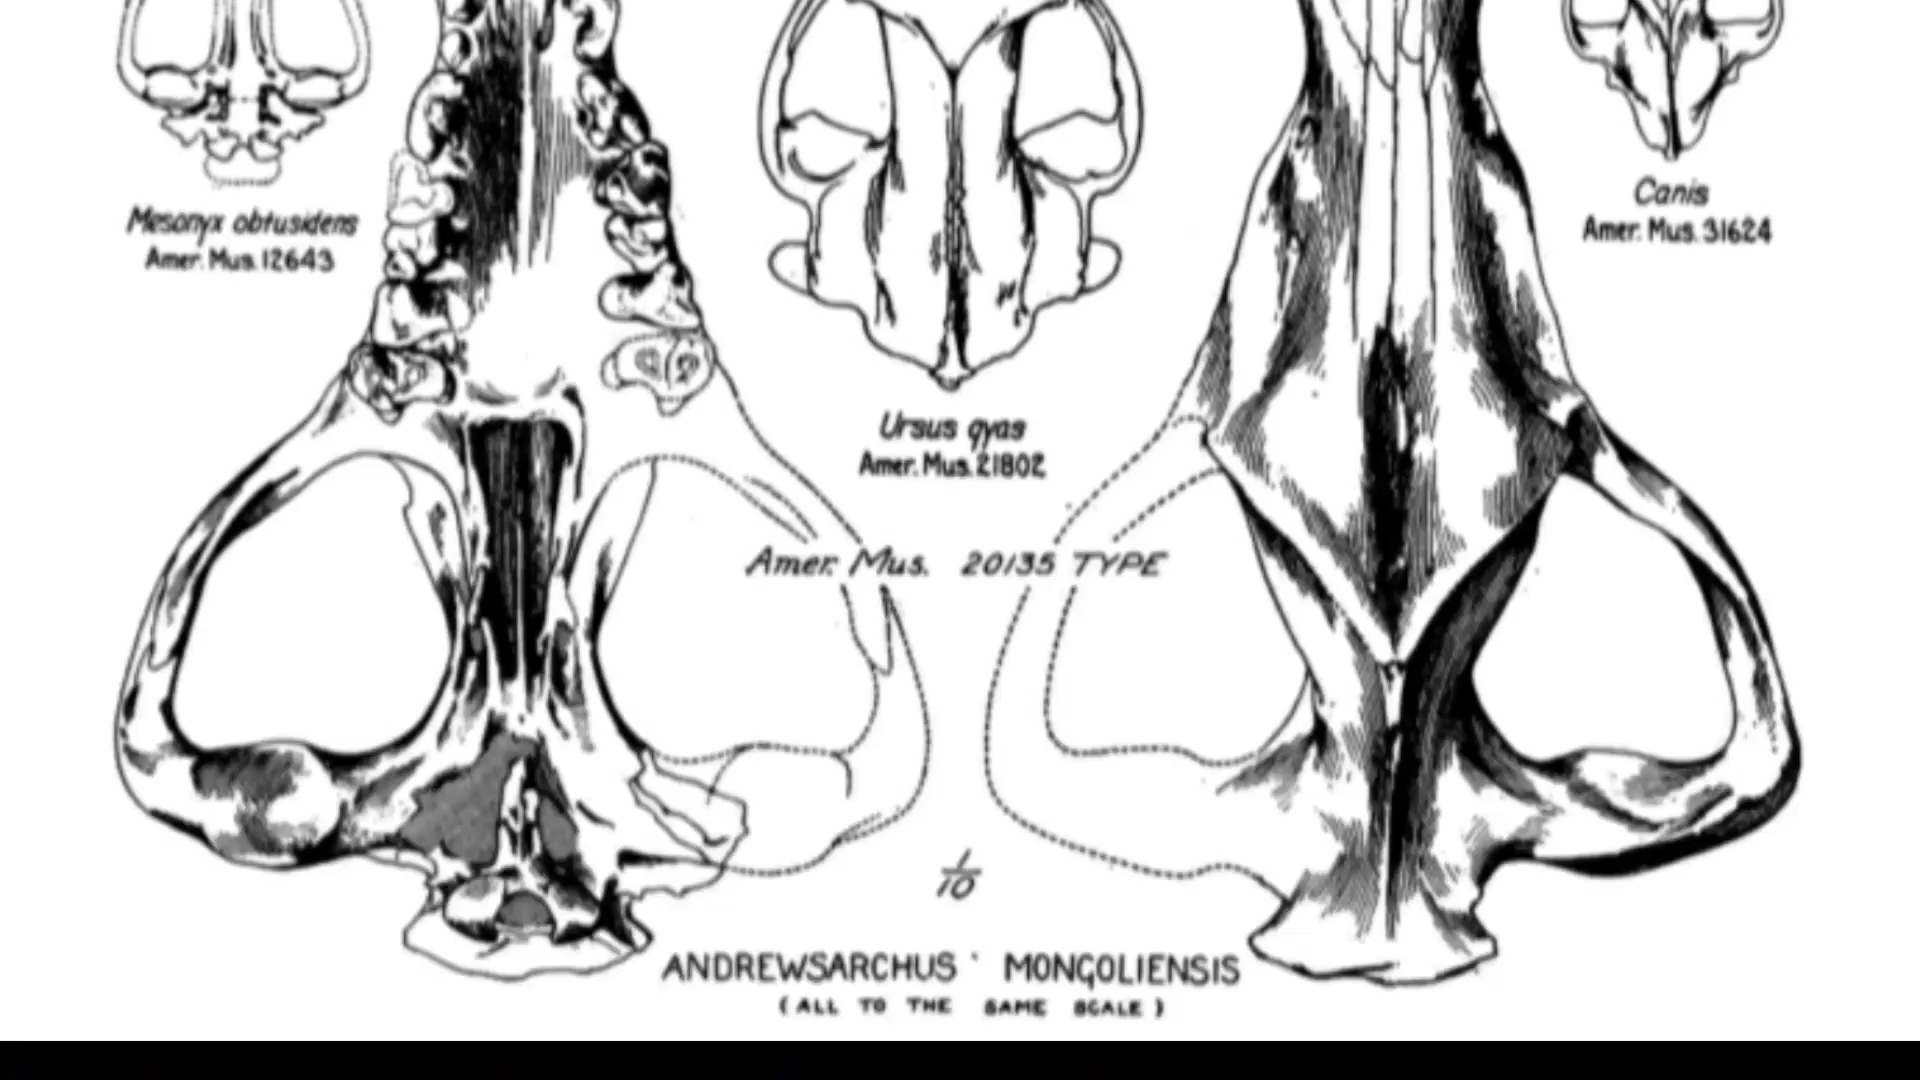 Mesonyx obtusidens
Amer. Mus. 12643
Canis
Amer. Mus. 31624
Ursus gyas
Amer. Mus. 21802
Amer. Mus. 20135 TYPE
1/10
ANDREWSARCHUS MONGOLIENSIS
(ALL TO THE SAME SCALE)